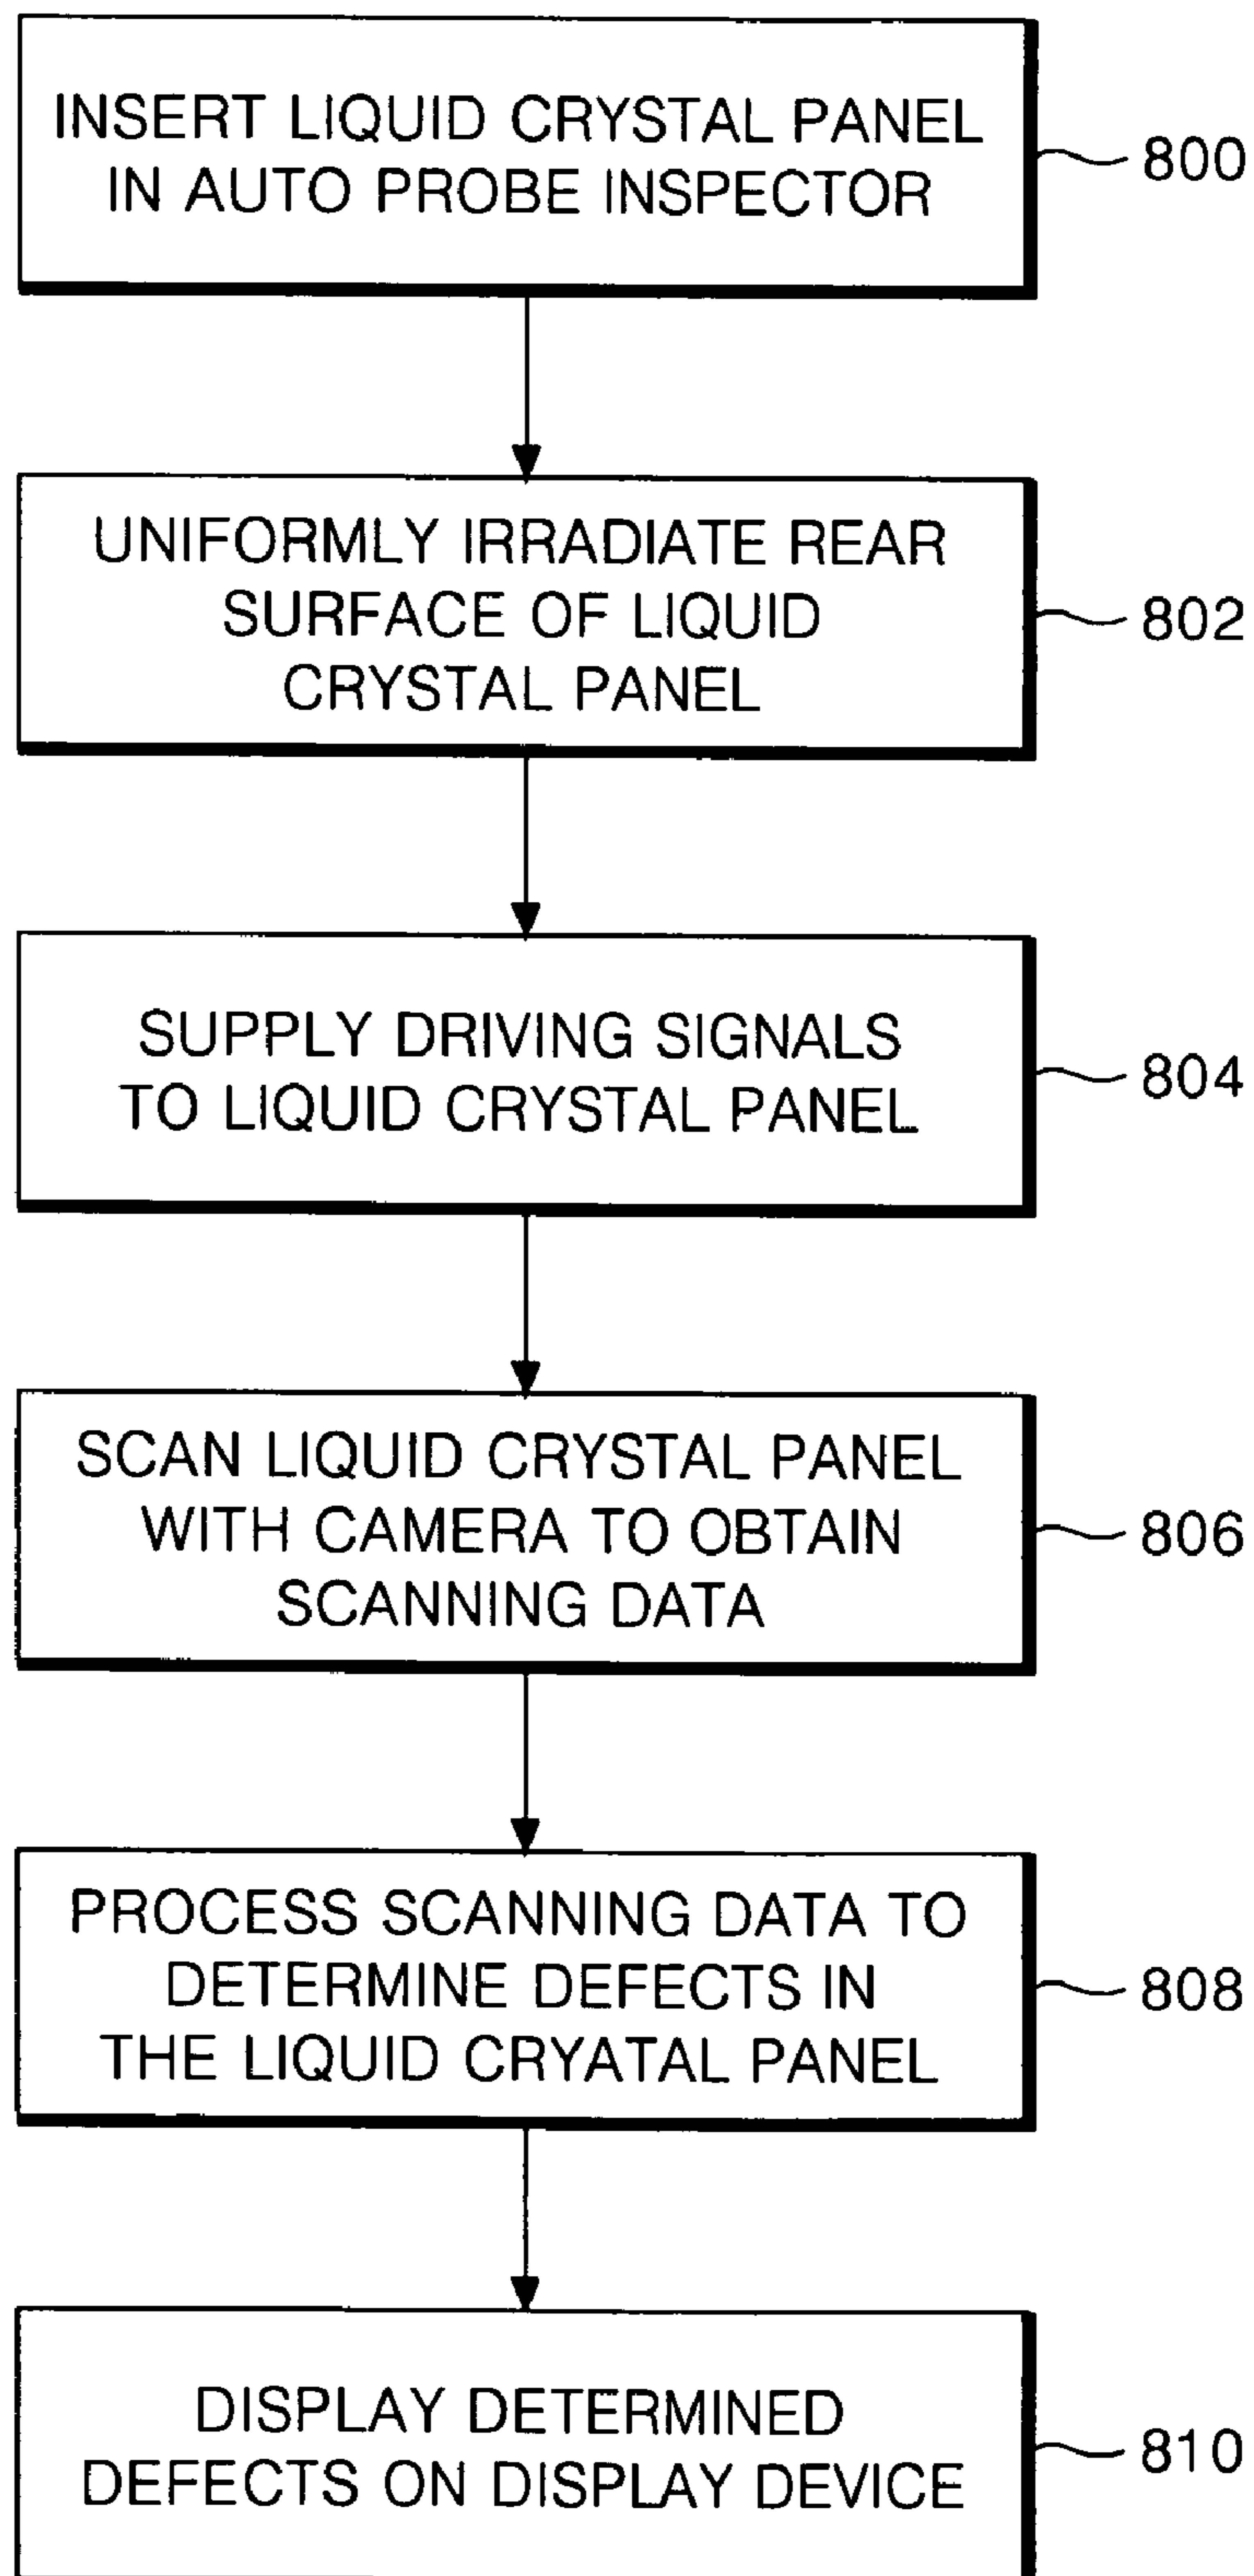 INSERT LIQUID CRYSTAL PANEL
IN AUTO PROBE INSPECTOR
800
UNIFORMLY IRRADIATE REAR
SURFACE OF LIQUID
CRYSTAL PANEL
802
SUPPLY DRIVING SIGNALS
TO LIQUID CRYSTAL PANEL
804
SCAN LIQUID CRYSTAL PANEL
WITH CAMERA TO OBTAIN
SCANNING DATA
806
PROCESS SCANNING DATA TO
DETERMINE DEFECTS IN
THE LIQUID CRYATAL PANEL
808
DISPLAY DETERMINED
DEFECTS ON DISPLAY DEVICE
810